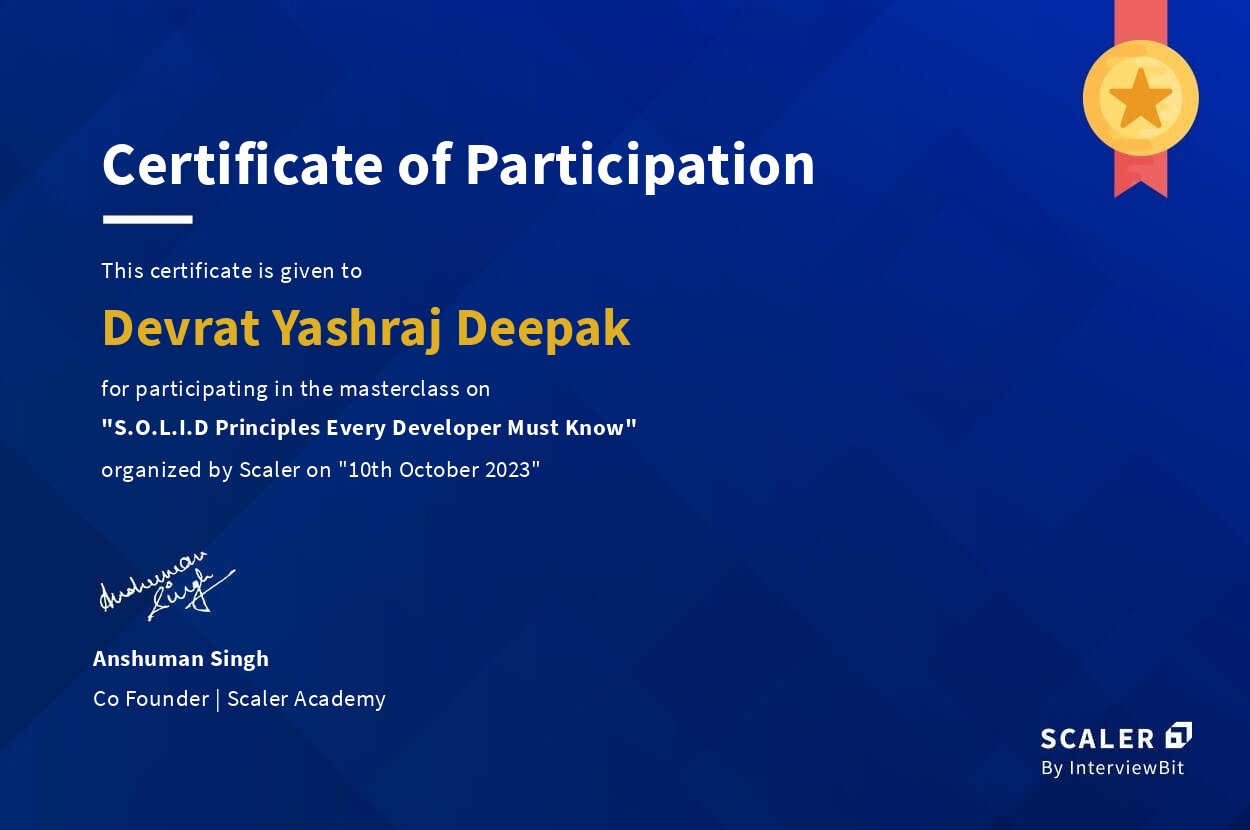 Certificate of Participation
This certificate is given to
Devrat Yashraj Deepak
for participating in the masterclass on
"S.O.L.I.D Principles Every Developer Must Know"
organized by Scaler on "10th October 2023"
Anshuman
Singh
Anshuman Singh
Co Founder | Scaler Academy
SCALER
By InterviewBit